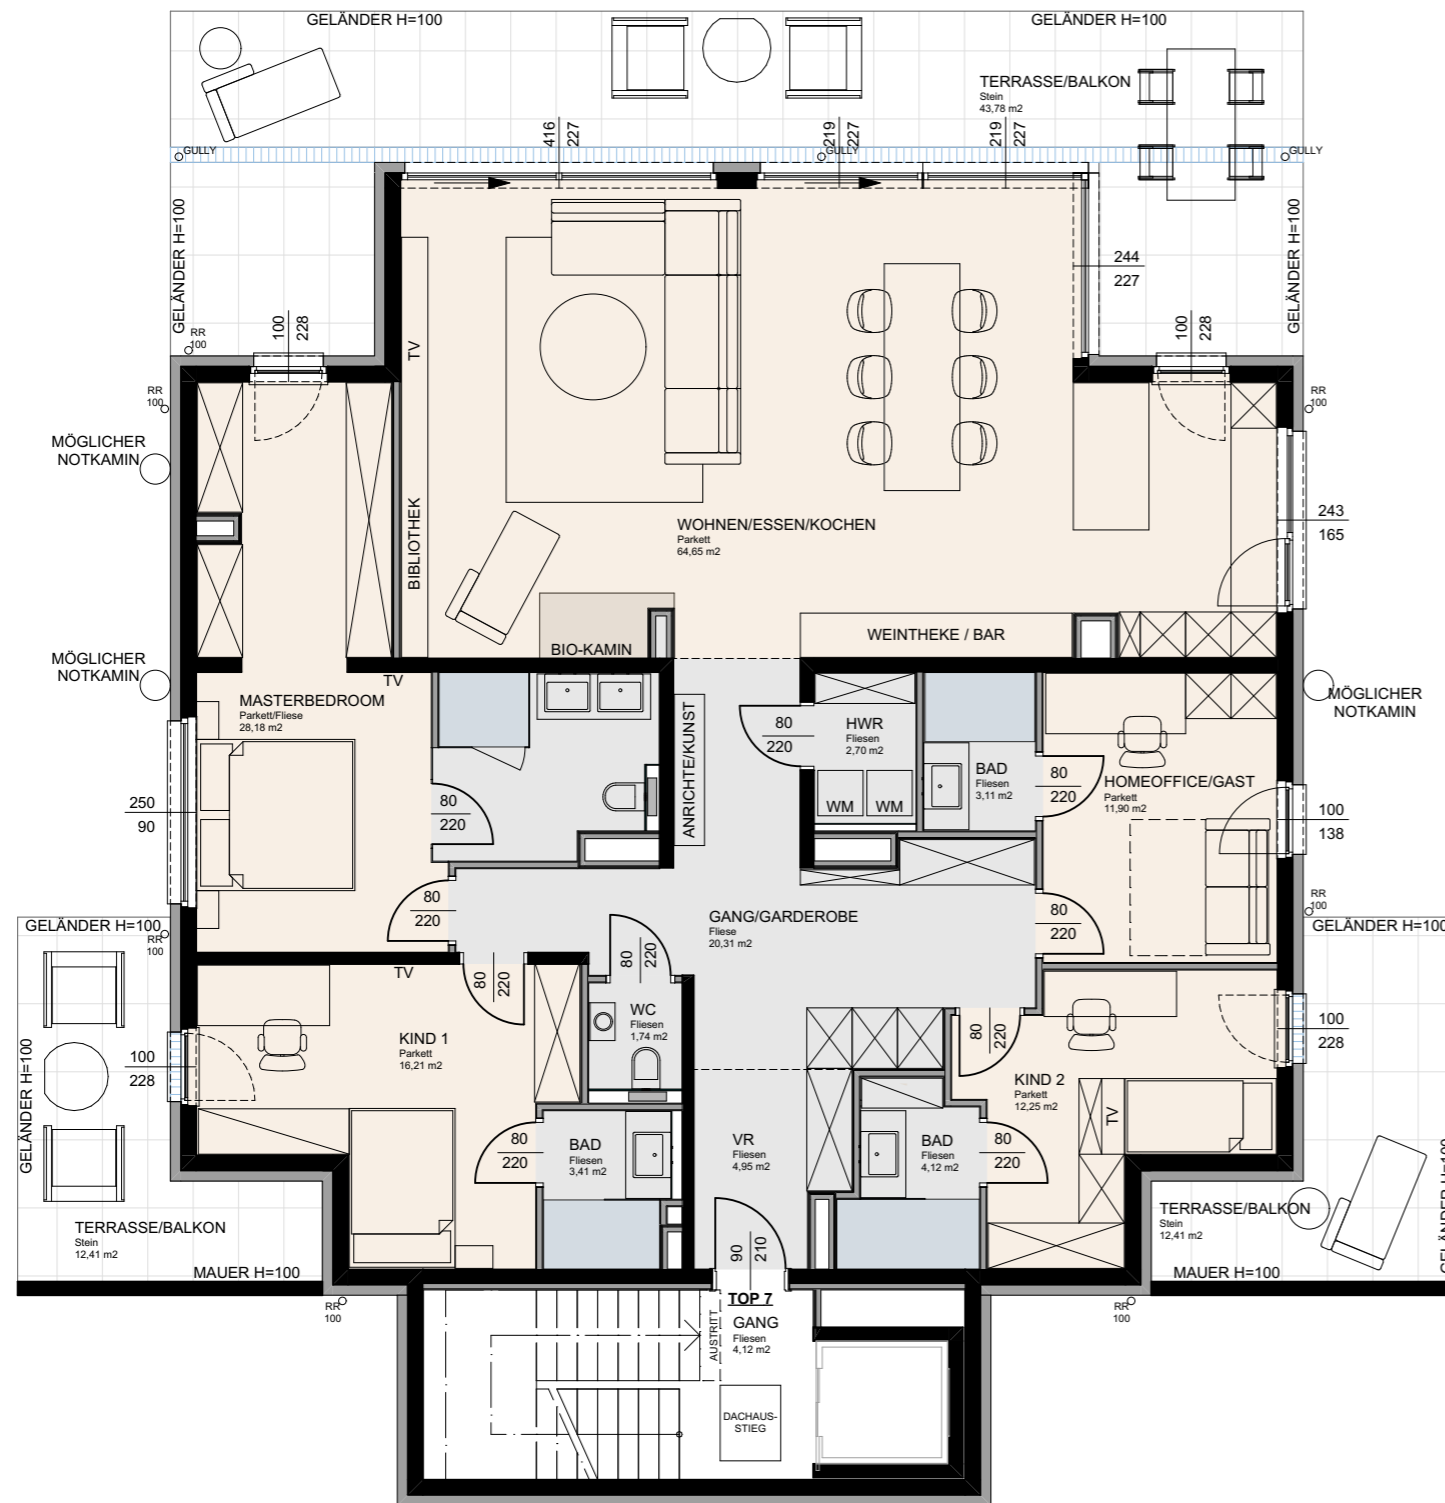 GELÄNDER H=100
GELÄNDER H=100
TERRASSE/BALKON
Stein
43,78 m2
416
227
219
227
219
227
GULLY
GULLY
GULLY
GELÄNDER H=100
GELÄNDER H=100
244
227
RR
100
100
228
100
228
TV
RR
100
RR
100
MÖGLICHER
NOTKAMIN
BIBLIOTHEK
WOHNEN/ESSEN/KOCHEN
Parkett
64,65 m2
243
165
WEINTHEKE / BAR
BIO-KAMIN
MÖGLICHER
NOTKAMIN
TV
MASTERBEDROOM
Parkett/Fliese
28,18 m2
MÖGLICHER
NOTKAMIN
ANRICHTE/KUNST
80
220
HWR
Fliesen
2,70 m2
WM
WM
BAD
Fliesen
3,11 m2
80
220
HOMEOFFICE/GAST
Parkett
11,90 m2
250
90
80
220
100
138
80
220
GANG/GARDEROBE
Fliese
20,31 m2
80
220
RR
100
GELÄNDER H=100
RR
100
GELÄNDER H=100
TV
80
220
80
220
WC
Fliesen
1,74 m2
KIND 1
Parkett
16,21 m2
80
220
100
228
100
228
KIND 2
Parkett
12,25 m2
TV
GELÄNDER H=100
80
220
BAD
Fliesen
3,41 m2
VR
Fliesen
4,95 m2
BAD
Fliesen
4,12 m2
80
220
GELÄNDER H=100
TERRASSE/BALKON
Stein
12,41 m2
TERRASSE/BALKON
Stein
12,41 m2
90
210
MAUER H=100
MAUER H=100
RR
100
RR
100
TOP 7
GANG
Fliesen
4,12 m2
AUSTRITT
DACHAUS-
STIEG